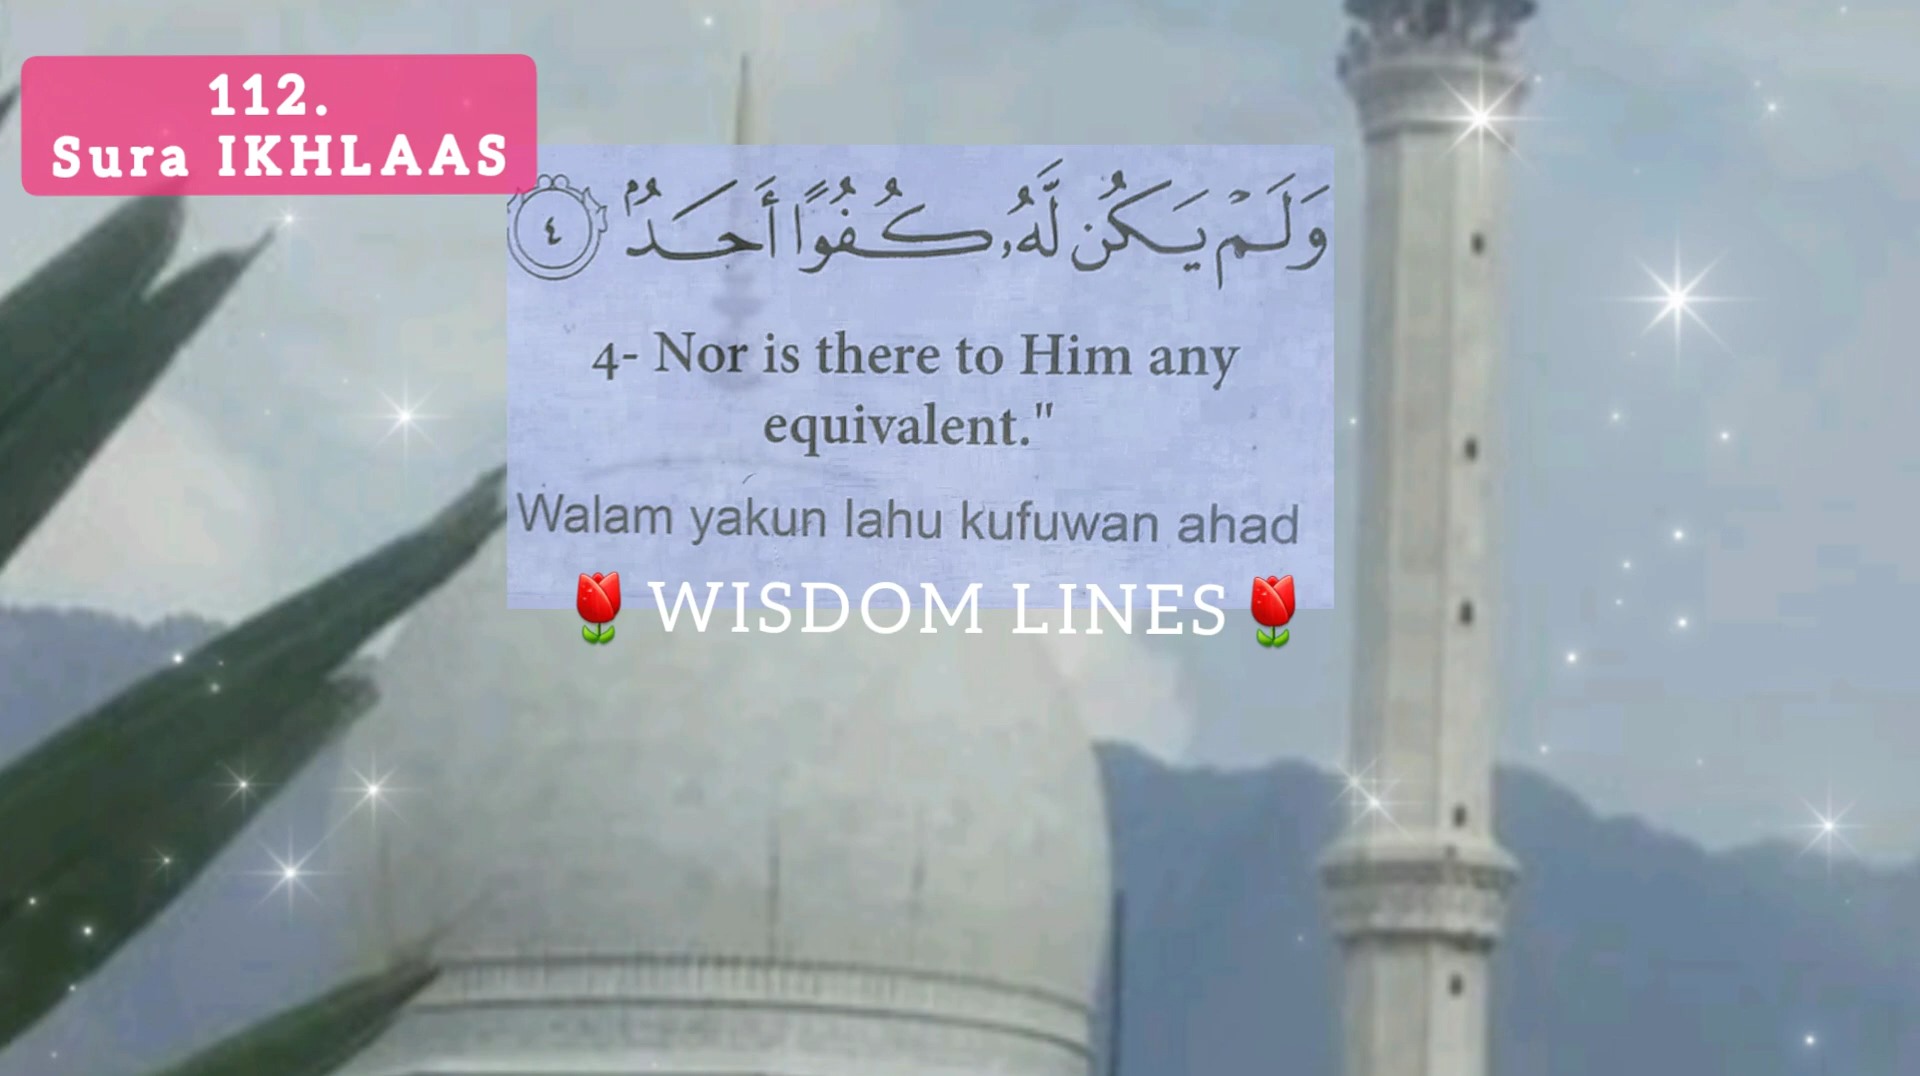 112.
Sura IKHLAAS
وَلَمْ يَكُن لَّهُۥ كُفُوًا أَحَدٌۢ ٤
4- Nor is there to Him any
equivalent."
Walam yakun lahu kufuwan ahad
🌷 WISDOM LINES 🌷